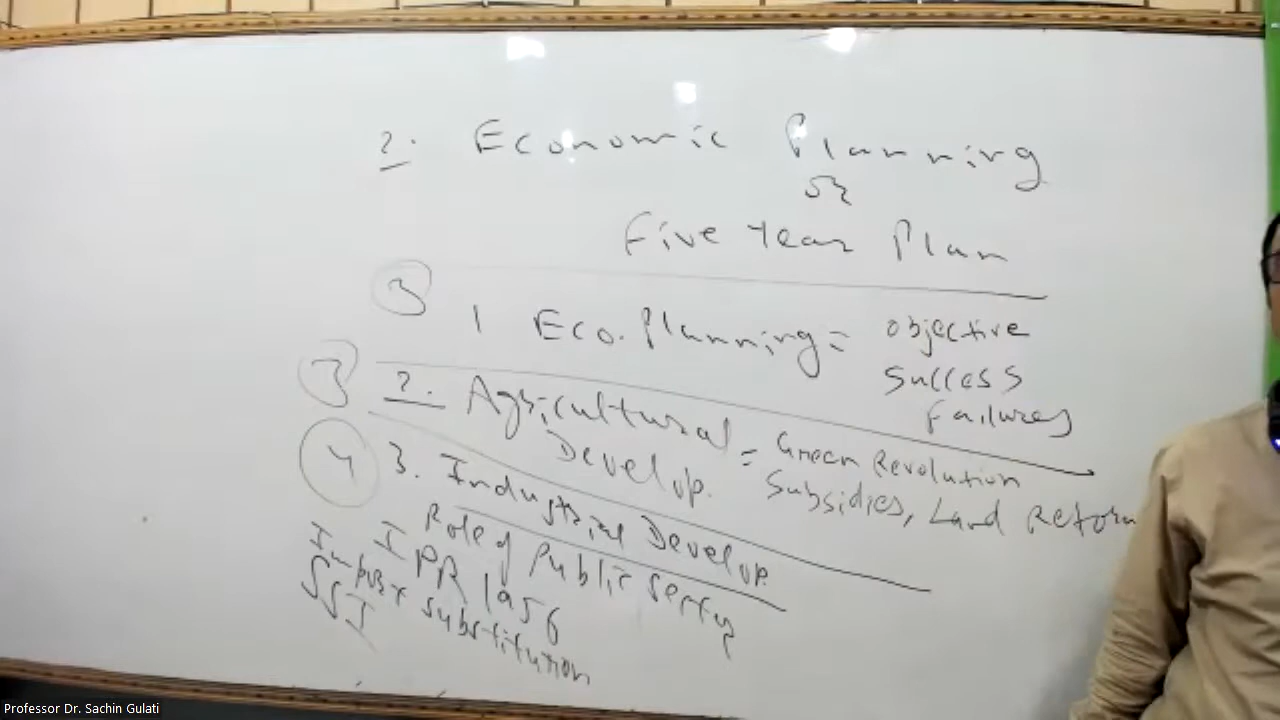 2. Economic Planning
or
Five Year Plan
3 1 Eco. Planning = objective
success
failures
3 2. Agricultural Develop. = Green Revolution
Subsidies, Land Reform
4 3. Industrial Develop.
Role of Public Sector
IPR 1956
Import substitution
SSI
Professor Dr. Sachin Gulati